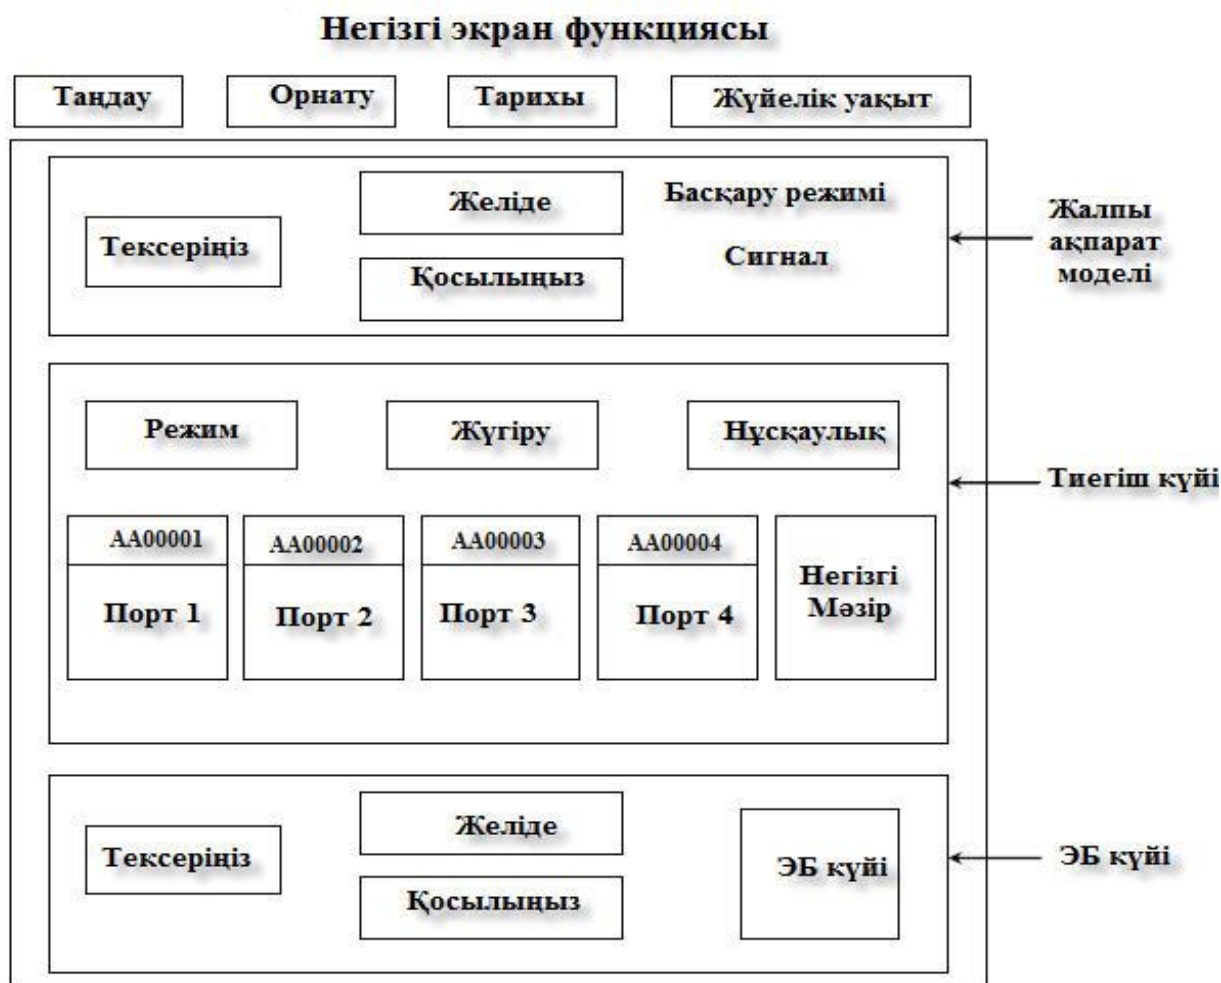 Негізгі экран функциясы
Таңдау
Орнату
Тарихы
Жүйелік уақыт
Тексеріңіз
Желіде
Қосылыңыз
Басқару режимі
Сигнал
Жалпы
ақпарат
моделі
Режим
Жүгіру
Нұсқаулық
Тиегіш күйі
AA00001
AA00002
AA00003
AA00004
Порт 1
Порт 2
Порт 3
Порт 4
Негізгі
Мәзір
Тексеріңіз
Желіде
Қосылыңыз
ЭБ күйі
ЭБ күйі